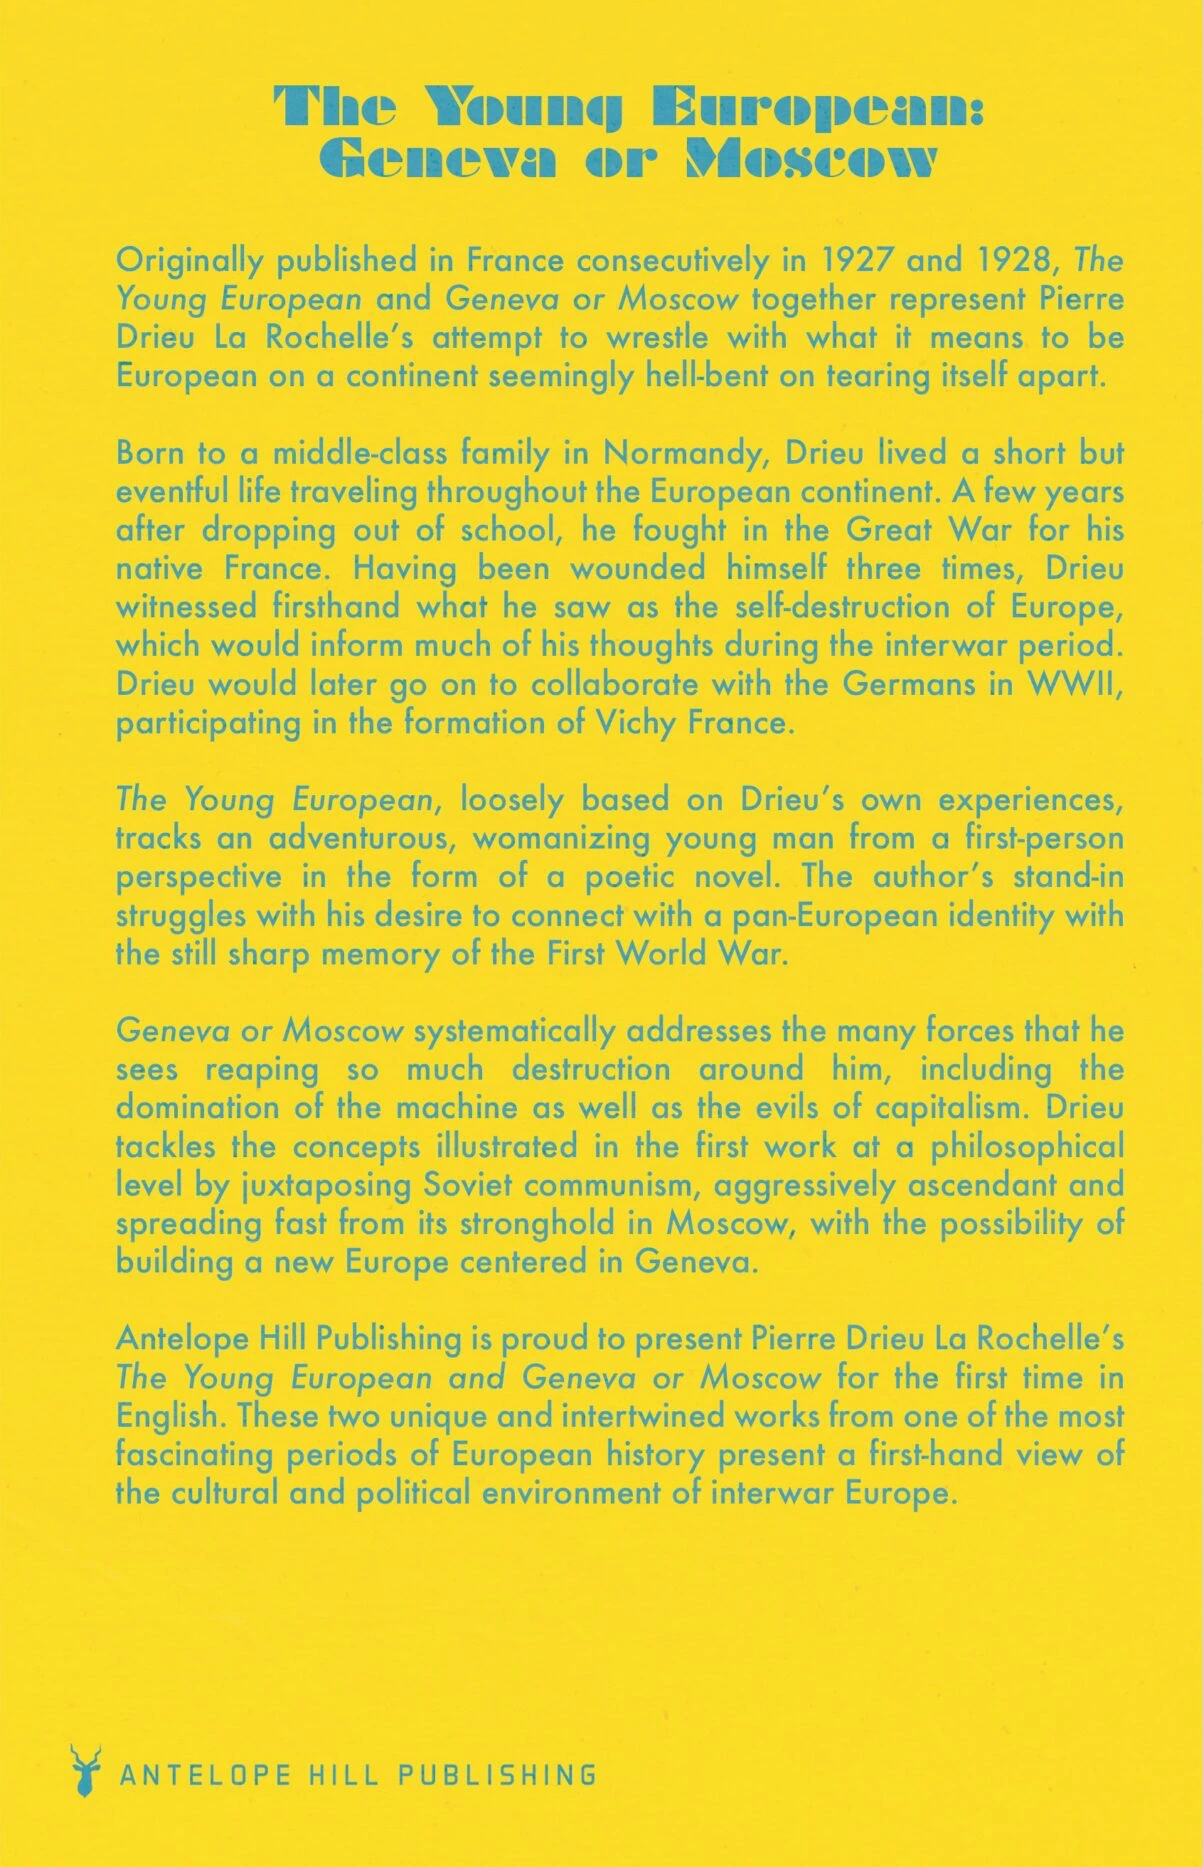 The Young European:
Geneva or Moscow
Originally published in France consecutively in 1927 and 1928, The
Young European and Geneva or Moscow together represent Pierre
Drieu La Rochelle's attempt to wrestle with what it means to be
European on a continent seemingly hell-bent on tearing itself apart.
Born to a middle-class family in Normandy, Drieu lived a short but
eventful life traveling throughout the European continent. A few years
after dropping out of school, he fought in the Great War for his
native France. Having been wounded himself three times, Drieu
witnessed firsthand what he saw as the self-destruction of Europe,
which would inform much of his thoughts during the interwar period.
Drieu would later go on to collaborate with the Germans in WWII,
participating in the formation of Vichy France.
The Young European, loosely based on Drieu's own experiences,
tracks an adventurous, womanizing young man from a first-person
perspective in the form of a poetic novel. The author's stand-in
struggles with his desire to connect with a pan-European identity with
the still sharp memory of the First World War.
Geneva or Moscow systematically addresses the many forces that he
sees reaping so much destruction around him, including the
domination of the machine as well as the evils of capitalism. Drieu
tackles the concepts illustrated in the first work at a philosophical
level by juxtaposing Soviet communism, aggressively ascendant and
spreading fast from its stronghold in Moscow, with the possibility of
building a new Europe centered in Geneva.
Antelope Hill Publishing is proud to present Pierre Drieu La Rochelle's
The Young European and Geneva or Moscow for the first time in
English. These two unique and intertwined works from one of the most
fascinating periods of European history present a first-hand view of
the cultural and political environment of interwar Europe.
ANTELOPE HILL PUBLISHING